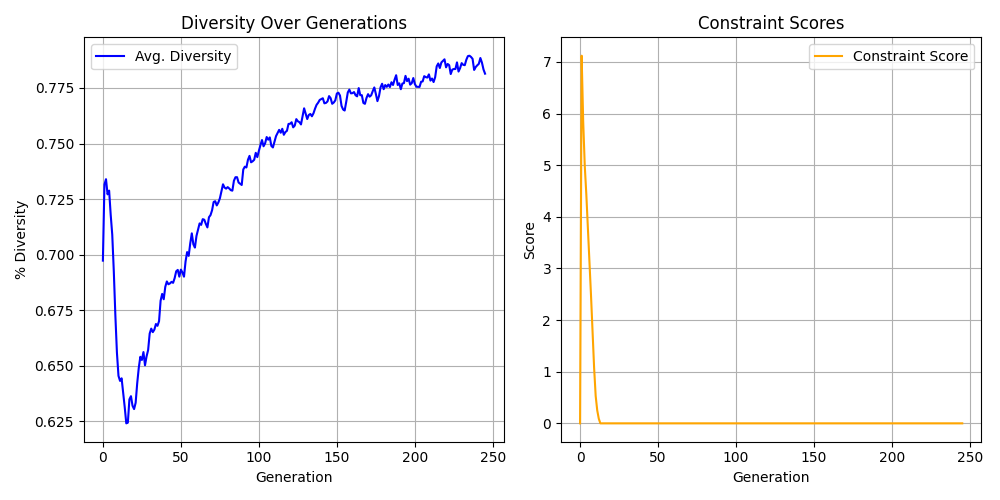 Diversity Over Generations
Avg. Diversity
% Diversity
0.775
0.750
0.725
0.700
0.675
0.650
0.625
0 50 100 150 200 250
Generation
Constraint Scores
Constraint Score
Score
7
6
5
4
3
2
1
0
0 50 100 150 200 250
Generation